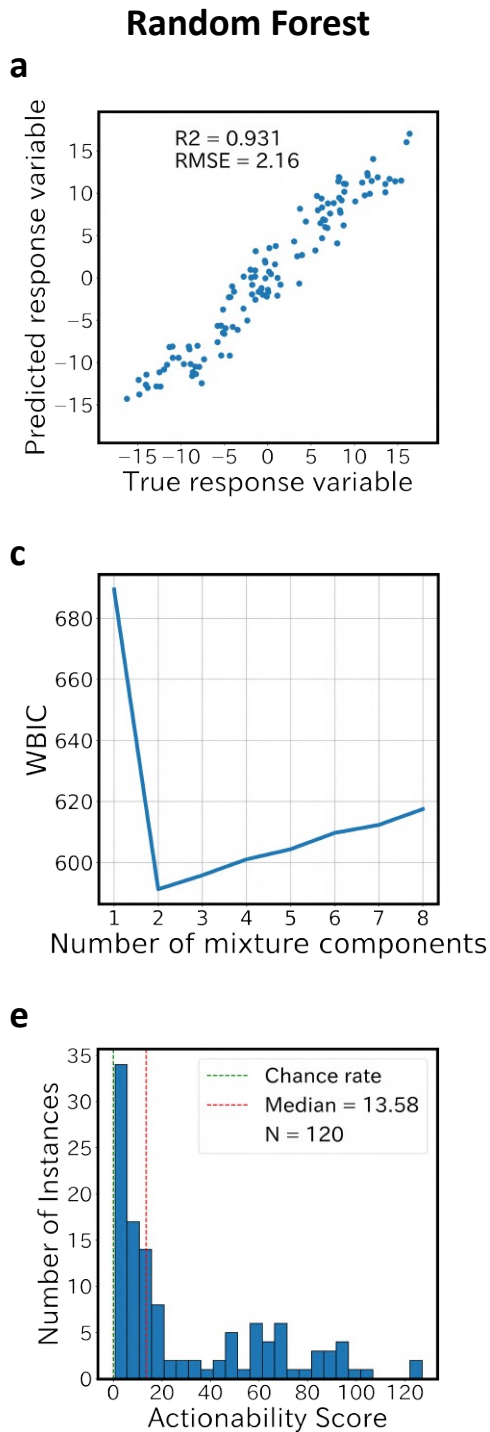 Random Forest
a
R2 = 0.931
RMSE = 2.16
15
10
5
0
−5
−10
−15
Predicted response variable
−15 −10 −5 0 5 10 15
True response variable
c
680
660
640
620
600
WBIC
1 2 3 4 5 6 7 8
Number of mixture components
e
35
30
25
20
15
10
5
0
Number of Instances
Chance rate
Median = 13.58
N = 120
0 20 40 60 80 100 120
Actionability Score